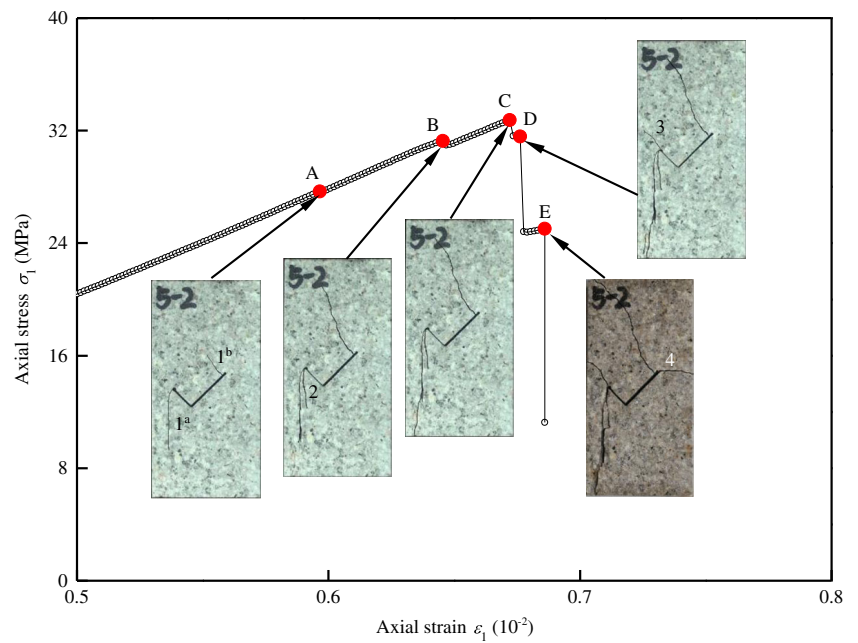 40
5-2
32
C
D
B
3
A
24
E
5-2
5-2
5-2
5-2
16
1ᵇ
4
2
1ᵃ
8
0
0.5
0.6
0.7
0.8
Axial stress σ₁ (MPa)
Axial strain ε₁ (10⁻²)